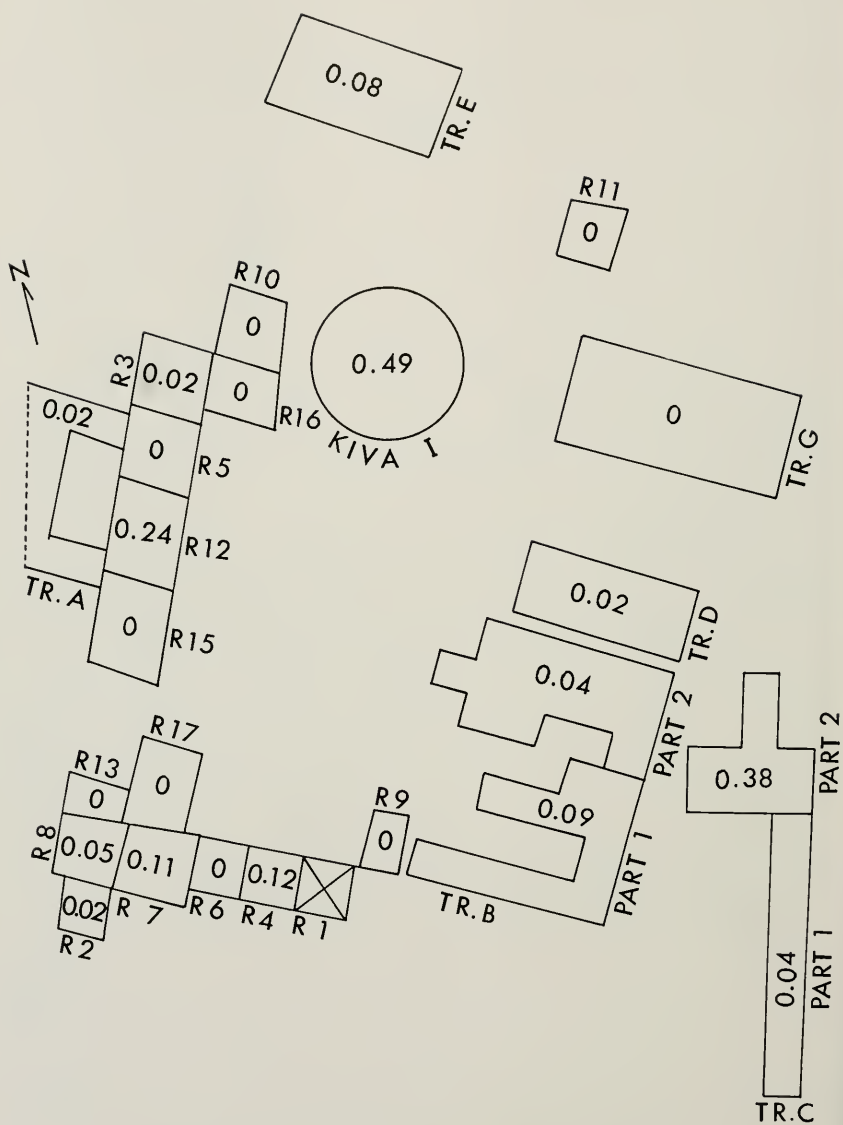 0.08
TR. E
R11
0
N
R10
0
R3
0.02
0
R16
0.49
KIVA I
0
TR. G
0.02
0
R5
0.24
R12
TR. A
0
R15
0.02
TR. D
0.04
PART 2
R17
0
R13
0
R8
0.05
0.11
0
0.12
R9
0
0.09
PART 1
0.02
R2
R 7
R6
R4
R 1
TR. B
0.38
PART 2
0.04
PART 1
TR. C